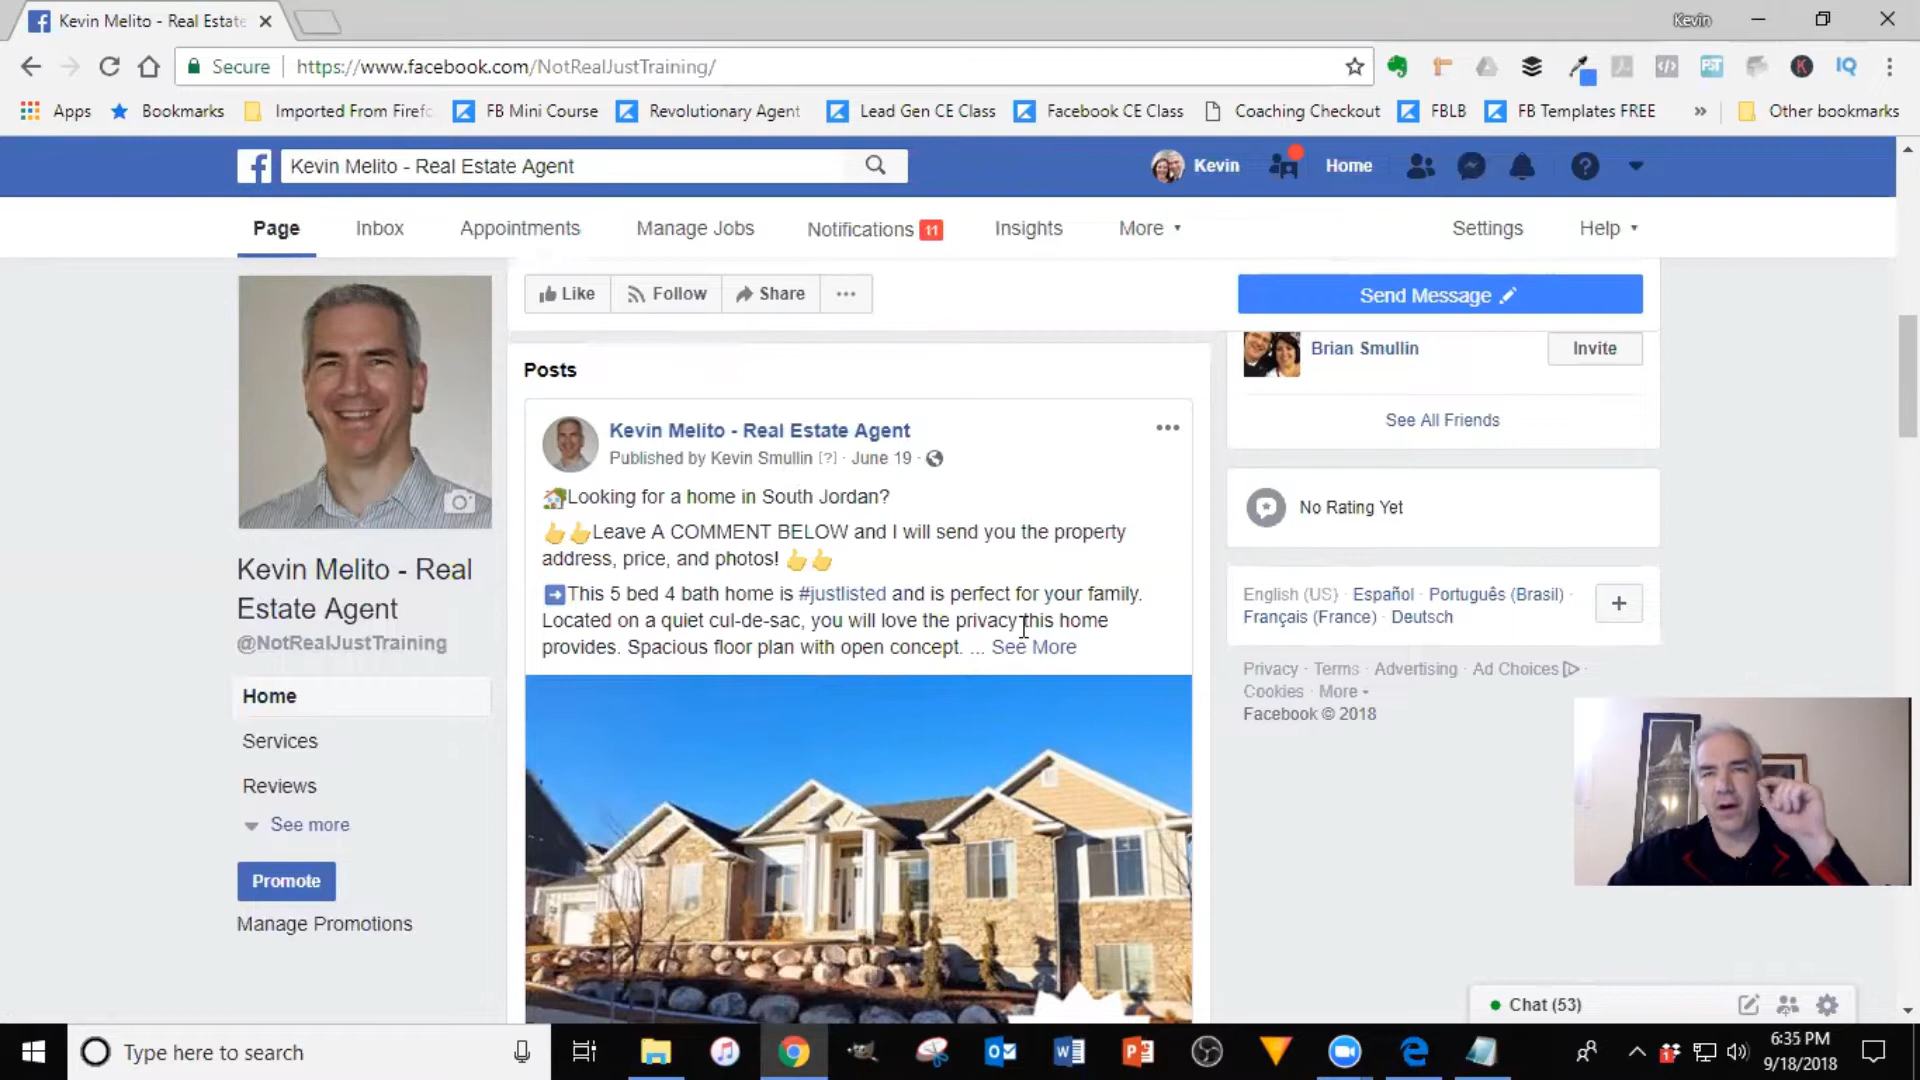 Kevin Melito - Real Estate
Kevin
Secure
https://www.facebook.com/NotRealJustTraining/
PST
K
IQ
Apps
Bookmarks
Imported From Firefo
FB Mini Course
Revolutionary Agent
Lead Gen CE Class
Facebook CE Class
Coaching Checkout
FBLB
FB Templates FREE
»
Other bookmarks
Kevin Melito - Real Estate Agent
Kevin
Home
Page
Inbox
Appointments
Manage Jobs
Notifications 11
Insights
More
Settings
Help
Like
Follow
Share
Send Message
Kevin Melito - Real
Estate Agent
@NotRealJustTraining
Home
Services
Reviews
See more
Promote
Manage Promotions
Posts
Kevin Melito - Real Estate Agent
Published by Kevin Smullin [?] · June 19 ·
Looking for a home in South Jordan?
Leave A COMMENT BELOW and I will send you the property
address, price, and photos!
This 5 bed 4 bath home is #justlisted and is perfect for your family.
Located on a quiet cul-de-sac, you will love the privacy this home
provides. Spacious floor plan with open concept. ... See More
Brian Smullin
Invite
See All Friends
No Rating Yet
English (US) · Español · Português (Brasil) ·
Français (France) · Deutsch
Privacy · Terms · Advertising · Ad Choices ·
Cookies · More
Facebook © 2018
Chat (53)
Type here to search
6:35 PM
9/18/2018